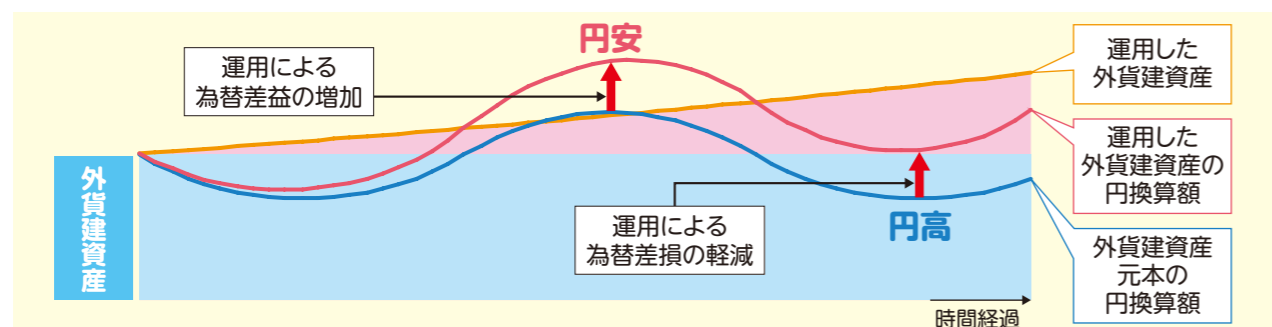 円安
運用による
為替差益の増加
運用した
外貨建資産
運用した
外貨建資産の
円換算額
外貨建資産
運用による
為替差損の軽減
円高
外貨建資産
元本の
円換算額
時間経過